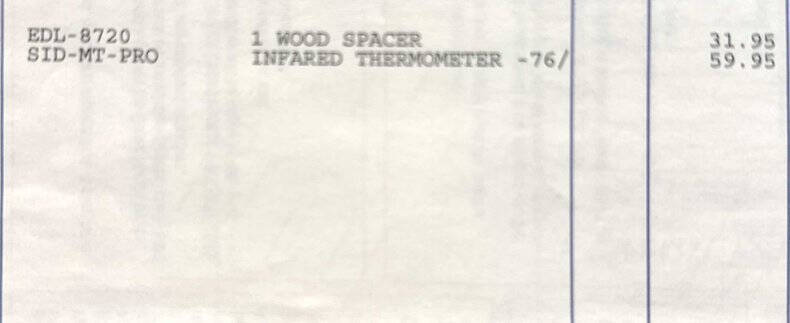 EDL-8720 1 WOOD SPACER 31.95
SID-MT-PRO INFARED THERMOMETER -76/ 59.95